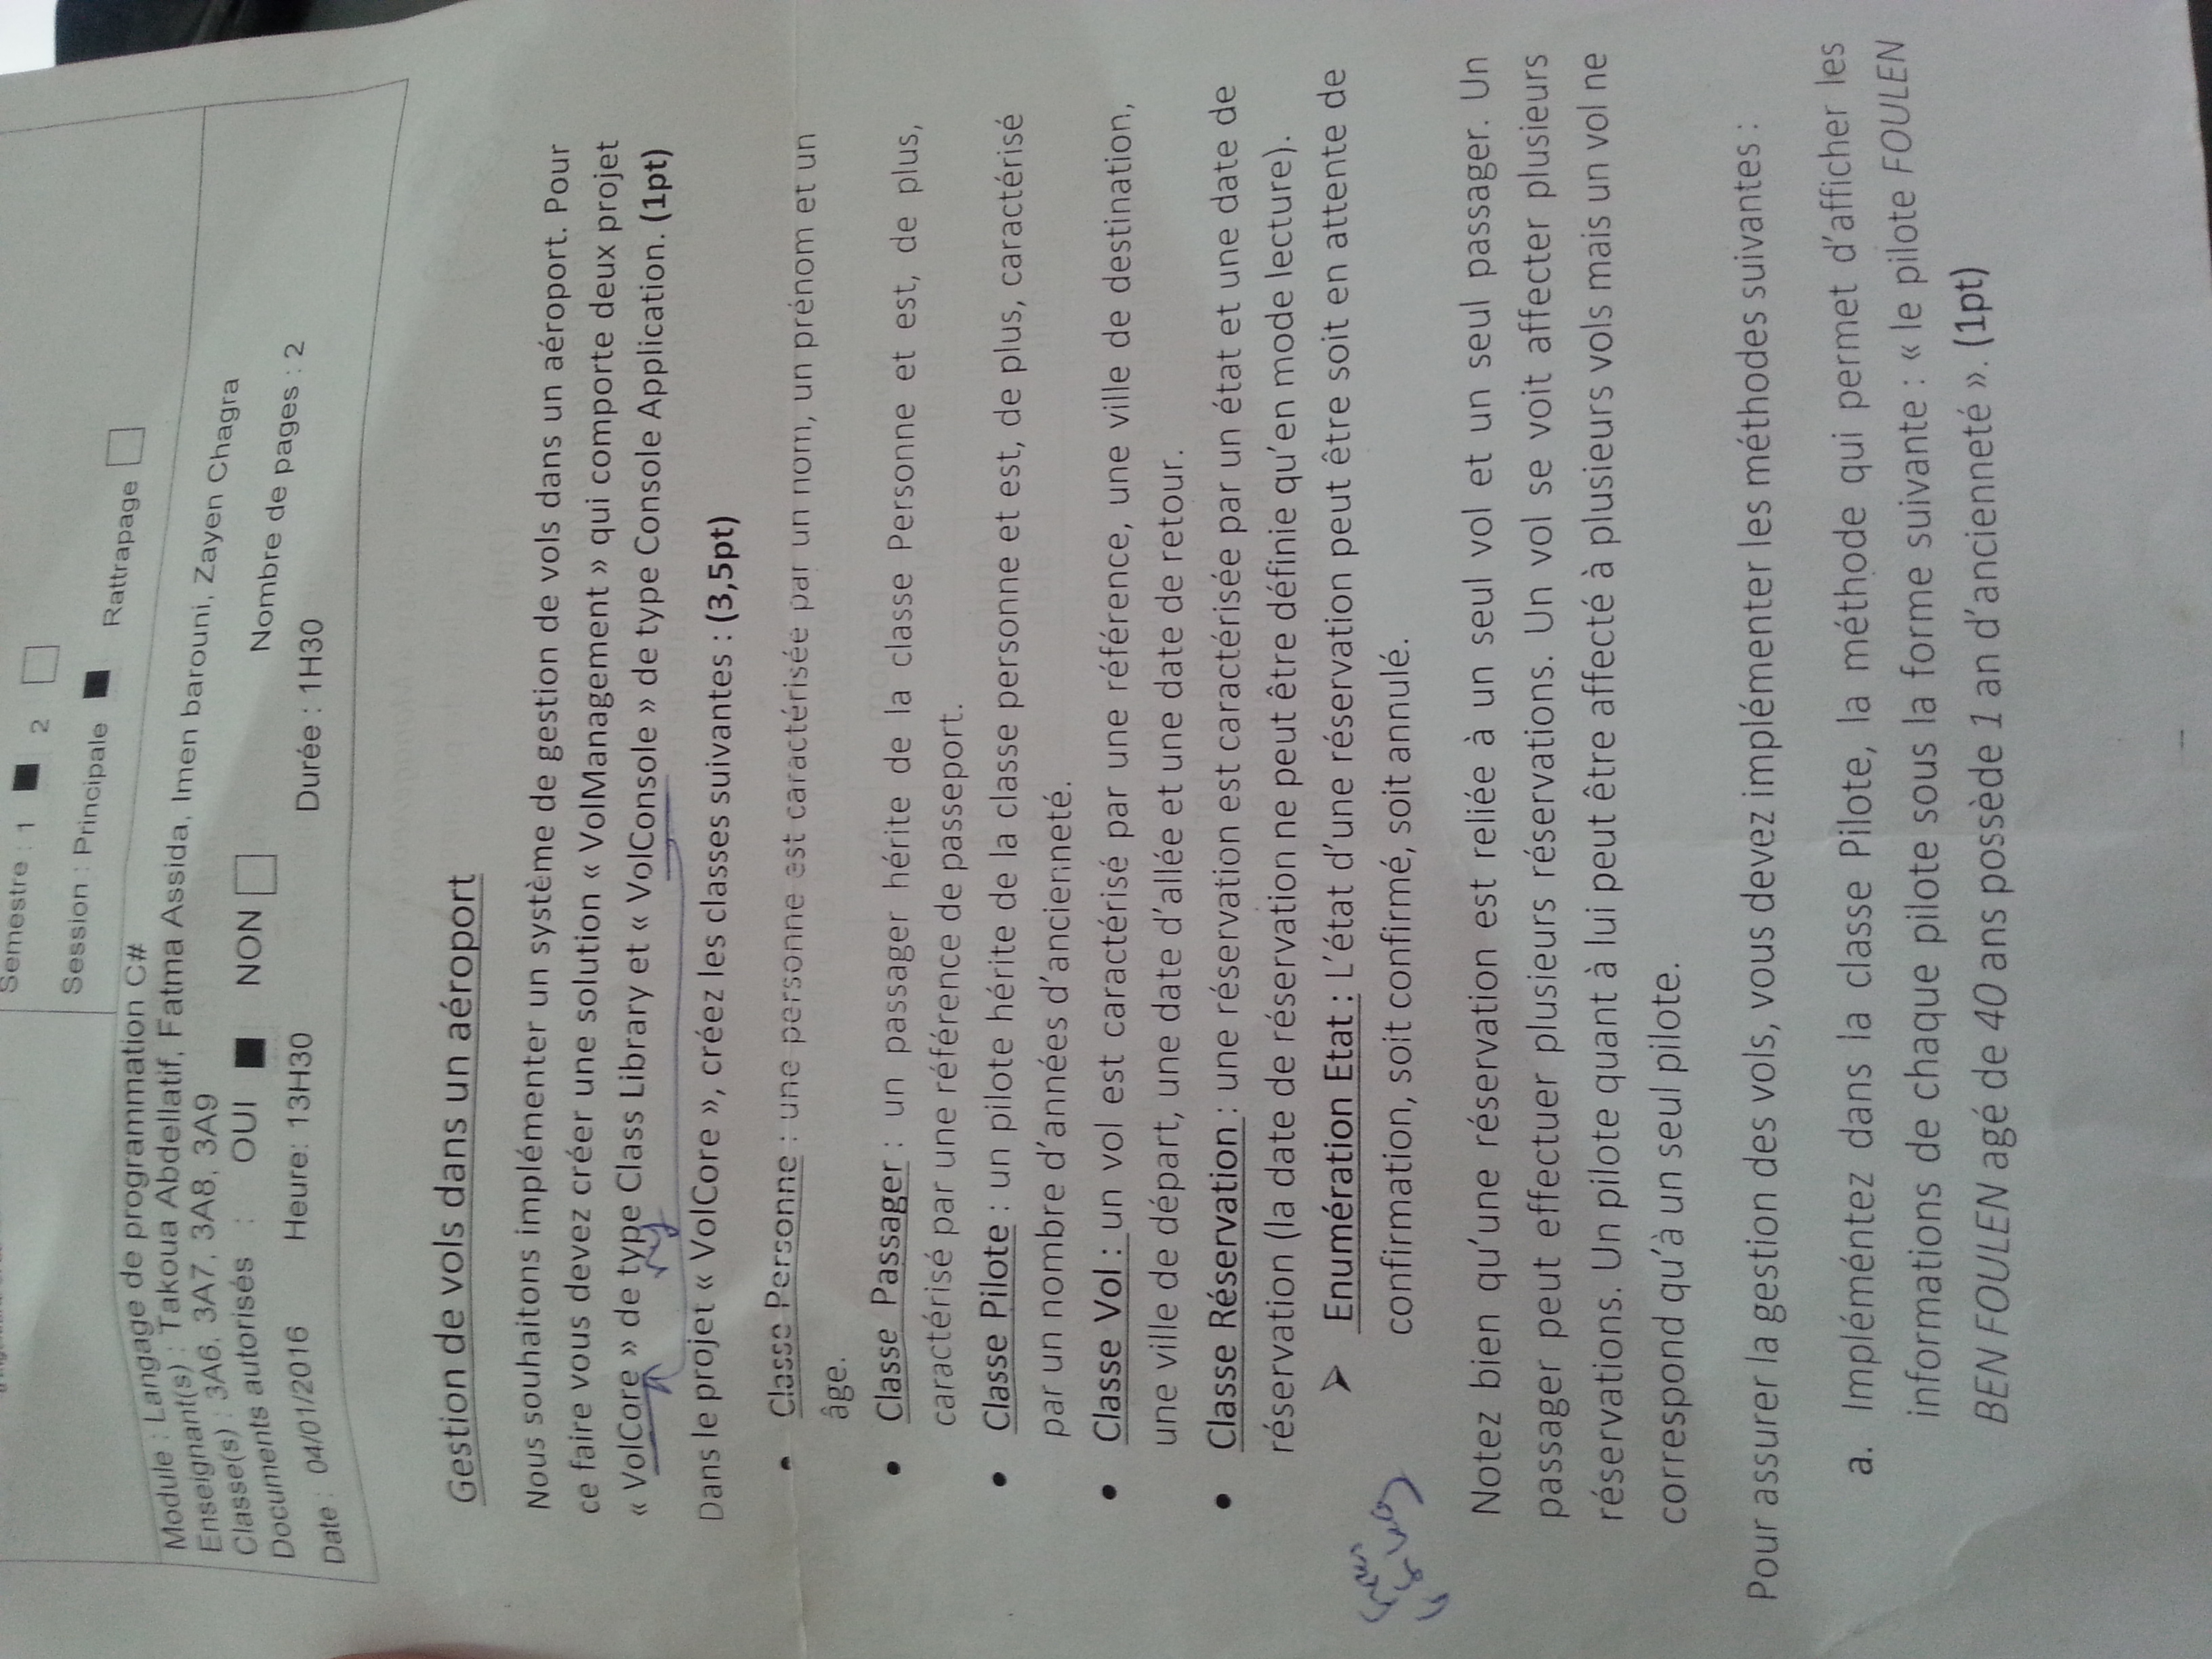 Semestre : 1 ■ 2 □
Session : Principale ■ Rattrapage □
Module : Langage de programmation C#
Enseignant(s) : Takoua Abdellatif, Fatma Assida, Imen barouni, Zayen Chagra
Classe(s) : 3A6, 3A7, 3A8, 3A9
Documents autorisés : OUI ■ NON □ Nombre de pages : 2
Date : 04/01/2016 Heure: 13H30 Durée : 1H30
Gestion de vols dans un aéroport
Nous souhaitons implémenter un système de gestion de vols dans un aéroport. Pour
ce faire vous devez créer une solution « VolManagement » qui comporte deux projet
« VolCore » de type Class Library et « VolConsole » de type Console Application. (1pt)
Dans le projet « VolCore », créez les classes suivantes : (3,5pt)
• Classe Personne : une personne est caractérisée par un nom, un prénom et un
âge.
• Classe Passager : un passager hérite de la classe Personne et est, de plus,
caractérisé par une référence de passeport.
• Classe Pilote : un pilote hérite de la classe personne et est, de plus, caractérisé
par un nombre d'années d'ancienneté.
• Classe Vol : un vol est caractérisé par une référence, une ville de destination,
une ville de départ, une date d'allée et une date de retour.
• Classe Réservation : une réservation est caractérisée par un état et une date de
réservation (la date de réservation ne peut être définie qu'en mode lecture).
➤ Enumération Etat : L'état d'une réservation peut être soit en attente de
confirmation, soit confirmé, soit annulé.
Notez bien qu'une réservation est reliée à un seul vol et un seul passager. Un
passager peut effectuer plusieurs réservations. Un vol se voit affecter plusieurs
réservations. Un pilote quant à lui peut être affecté à plusieurs vols mais un vol ne
correspond qu'à un seul pilote.
Pour assurer la gestion des vols, vous devez implémenter les méthodes suivantes :
a. Impléméntez dans la classe Pilote, la méthode qui permet d'afficher les
informations de chaque pilote sous la forme suivante : « le pilote FOULEN
BEN FOULEN agé de 40 ans possède 1 an d'ancienneté ». (1pt)